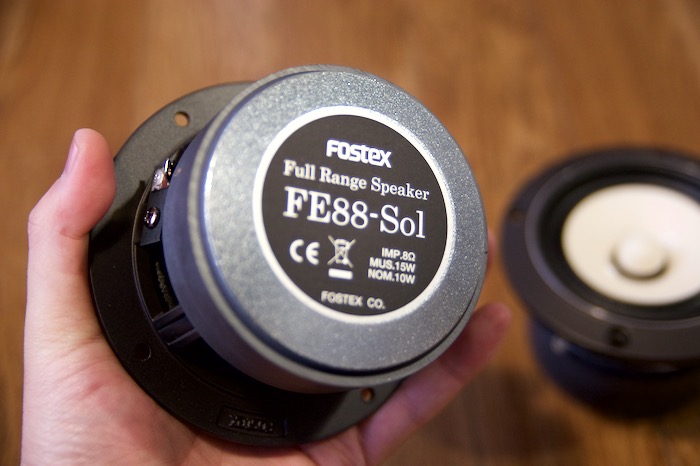 Fostex
Full Range Speaker
FE88-Sol
CE
IMP.8Ω
MUS.15W
NOM.10W
FOSTEX CO.